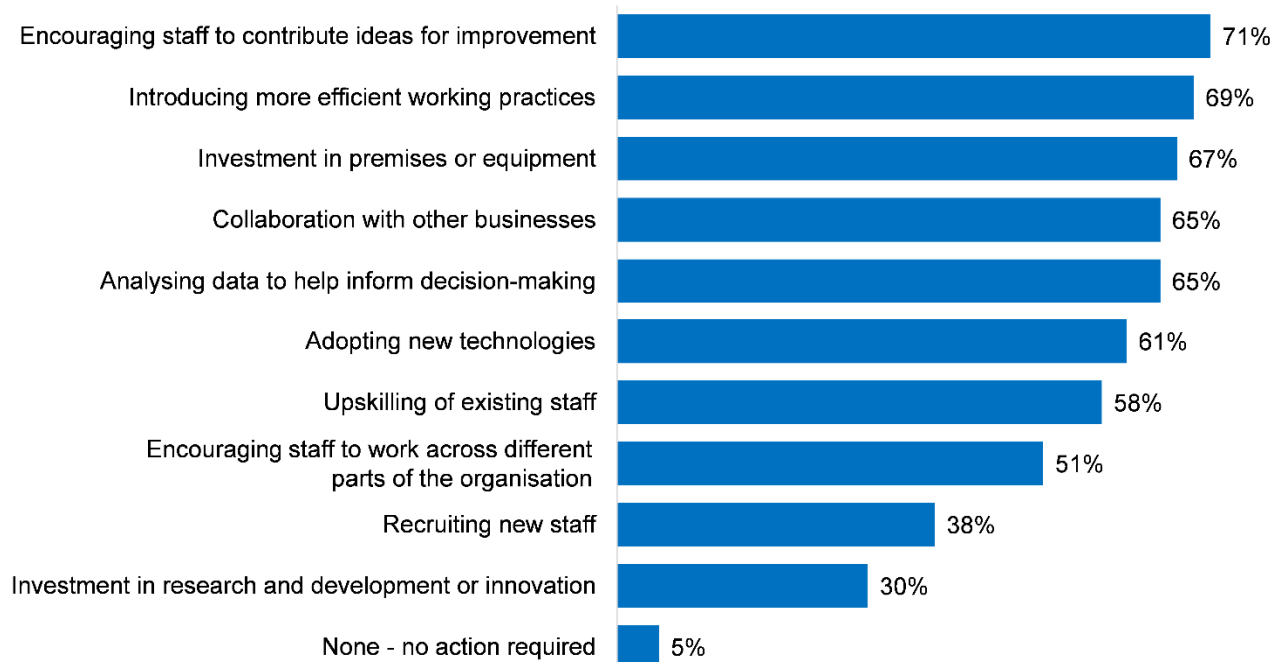 Encouraging staff to contribute ideas for improvement 71%
Introducing more efficient working practices 69%
Investment in premises or equipment 67%
Collaboration with other businesses 65%
Analysing data to help inform decision-making 65%
Adopting new technologies 61%
Upskilling of existing staff 58%
Encouraging staff to work across different
parts of the organisation 51%
Recruiting new staff 38%
Investment in research and development or innovation 30%
None - no action required 5%